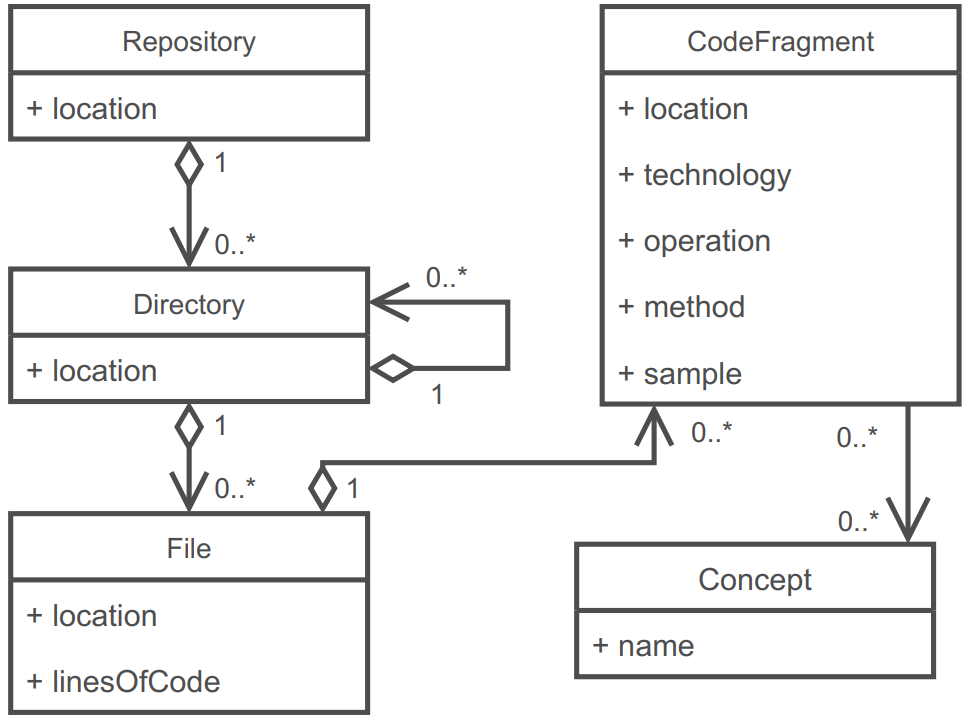 Repository
+ location
1
0..*
Directory
+ location
0..*
1
1
0..*
File
+ location
+ linesOfCode
1
0..*
CodeFragment
+ location
+ technology
+ operation
+ method
+ sample
0..*
0..*
Concept
+ name